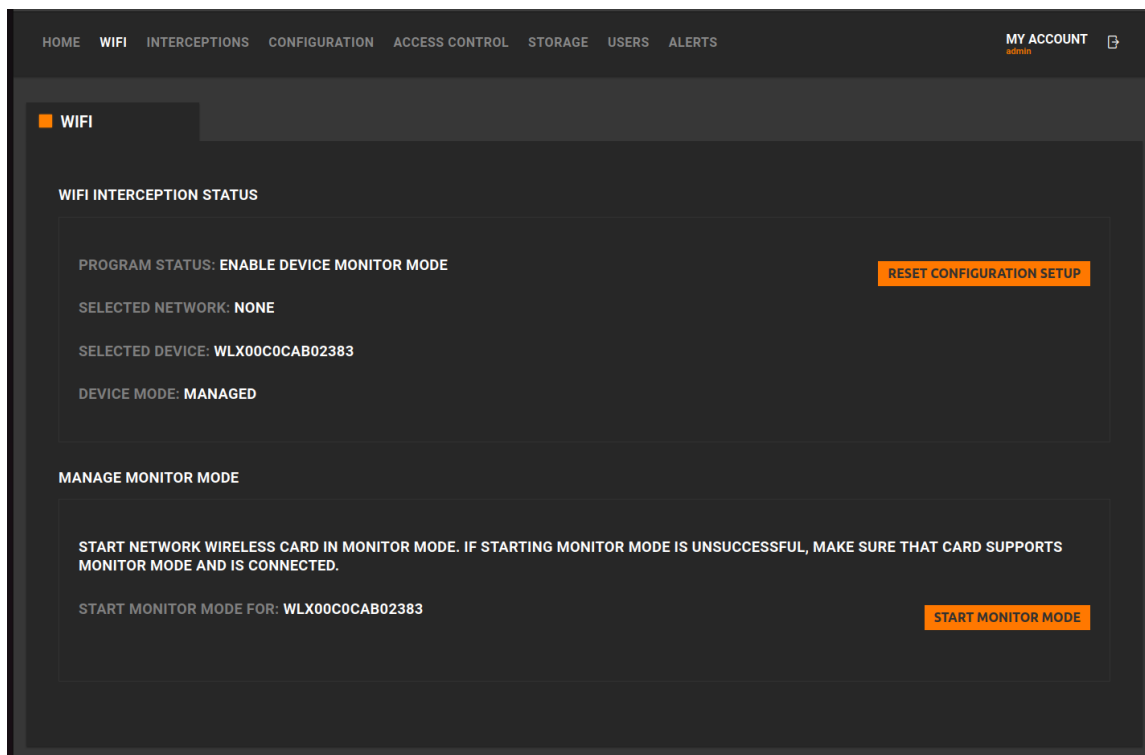 HOME WIFI INTERCEPTIONS CONFIGURATION ACCESS CONTROL STORAGE USERS ALERTS MY ACCOUNT
admin
WIFI
WIFI INTERCEPTION STATUS
PROGRAM STATUS: ENABLE DEVICE MONITOR MODE
RESET CONFIGURATION SETUP
SELECTED NETWORK: NONE
SELECTED DEVICE: WLX00C0CAB02383
DEVICE MODE: MANAGED
MANAGE MONITOR MODE
START NETWORK WIRELESS CARD IN MONITOR MODE. IF STARTING MONITOR MODE IS UNSUCCESSFUL, MAKE SURE THAT CARD SUPPORTS
MONITOR MODE AND IS CONNECTED.
START MONITOR MODE FOR: WLX00C0CAB02383
START MONITOR MODE